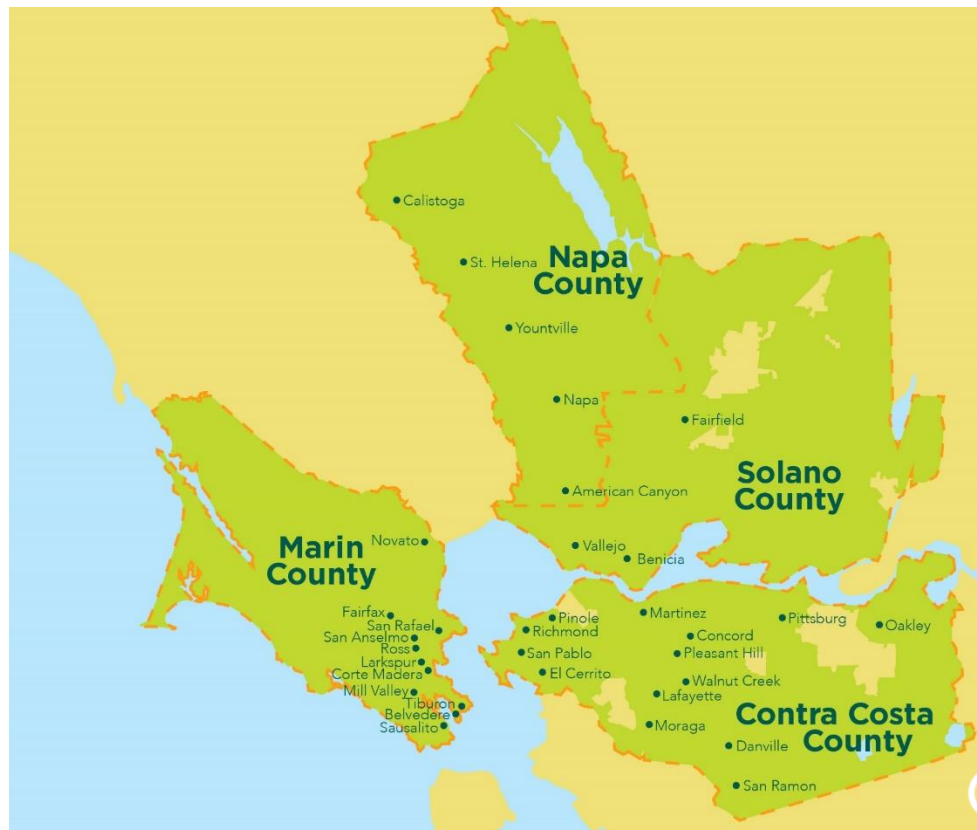 Calistoga
St. Helena
Napa
County
Yountville
Napa
Fairfield
Solano
County
American Canyon
Marin
County
Novato
Vallejo
Benicia
Fairfax
San Rafael
San Anselmo
Ross
Larkspur
Corte Madera
Mill Valley
Tiburon
Belvedere
Sausalito
Pinole
Richmond
San Pablo
El Cerrito
Martinez
Concord
Pleasant Hill
Walnut Creek
Lafayette
Moraga
Danville
San Ramon
Pittsburg
Oakley
Contra Costa
County